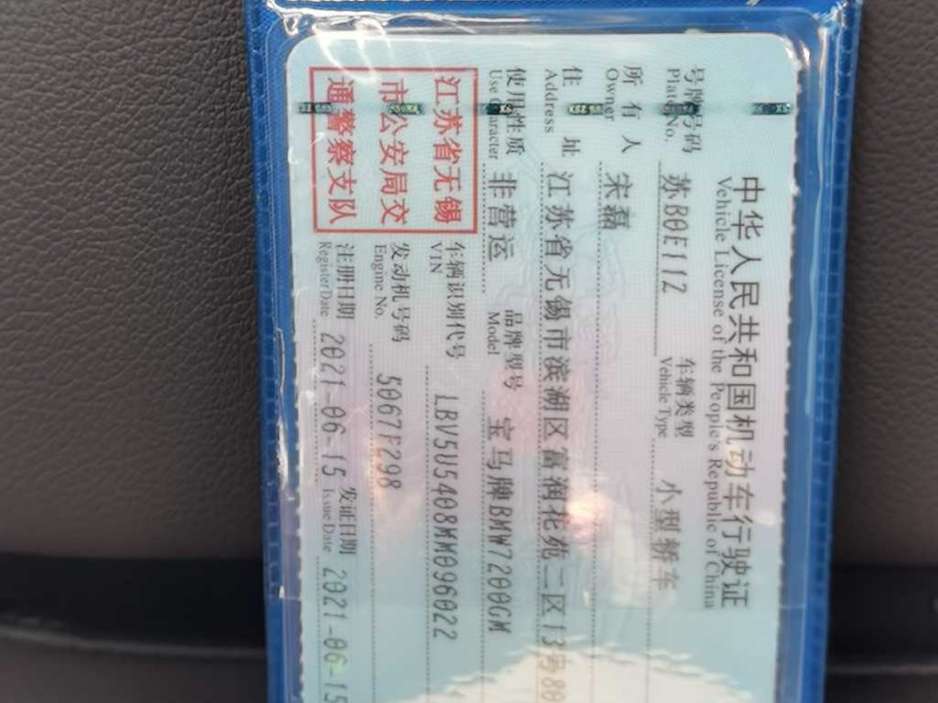 中华人民共和国机动车行驶证
Vehicle License of the People's Republic of China
号牌号码 苏B0E112 车辆类型 小型轿车
Plate No. Vehicle Type
所有人 宋磊
Owner
住址 江苏省无锡市滨湖区富润花苑二区13号80
Address
使用性质 非营运 品牌型号 宝马牌BMW7200GM
Use Character Model
江苏省无锡
市公安局交
通警察支队
车辆识别代号 LBV5U5408MM096022
VIN
发动机号码 5067F298
Engine No.
注册日期 2021-06-15 发证日期 2021-06-15
Register Date Issue Date